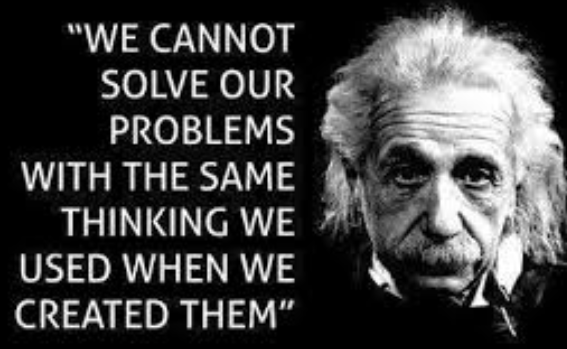 "WE CANNOT
SOLVE OUR
PROBLEMS
WITH THE SAME
THINKING WE
USED WHEN WE
CREATED THEM"